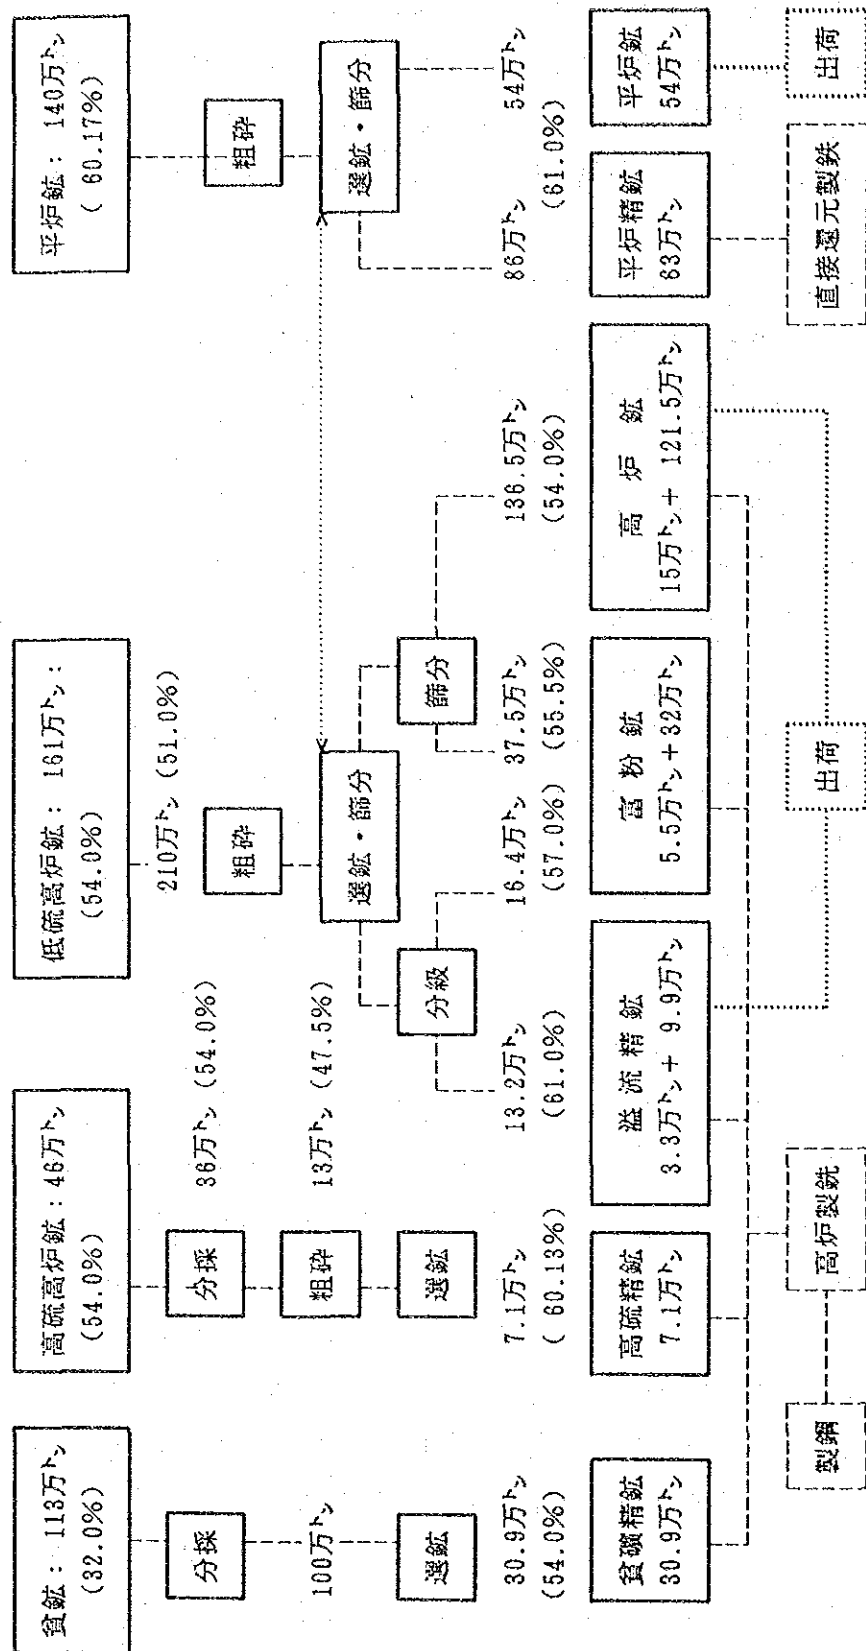 貧鉱： 113万トン
(32.0%)
高硫高炉鉱：46万トン
(54.0%)
低硫高炉鉱： 161万トン：
(54.0%)
平炉鉱： 140万トン
( 60.17%)
分採
分採
36万トン (54.0%)
210万トン (51.0%)
粗砕
粗砕
100万トン
粗砕
13万トン (47.5%)
選鉱・篩分
選鉱・篩分
選鉱
選鉱
分級
篩分
30.9万トン
(54.0%)
7.1万トン
( 60.13%)
13.2万トン
(61.0%)
16.4万トン
(57.0%)
37.5万トン
(55.5%)
136.5万トン
(54.0%)
86万トン
54万トン
(61.0%)
貧礦精鉱
30.9万トン
高硫精鉱
7.1万トン
溢流精鉱
3.3万トン＋ 9.9万トン
富粉鉱
5.5万トン＋32万トン
高炉鉱
15万トン＋ 121.5万トン
平炉精鉱
63万トン
平炉鉱
54万トン
製鋼
高炉製銑
出荷
直接還元製鉄
出荷